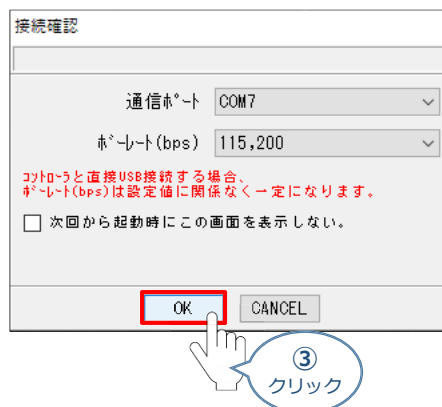 接続確認
通信ﾎﾟｰﾄ COM7
ﾎﾞｰﾚｰﾄ(bps) 115,200
ｺﾝﾄﾛｰﾗと直接USB接続する場合、
ﾎﾞｰﾚｰﾄ(bps)は設定値に関係なく一定になります。
次回から起動時にこの画面を表示しない。
OK CANCEL
③
クリック